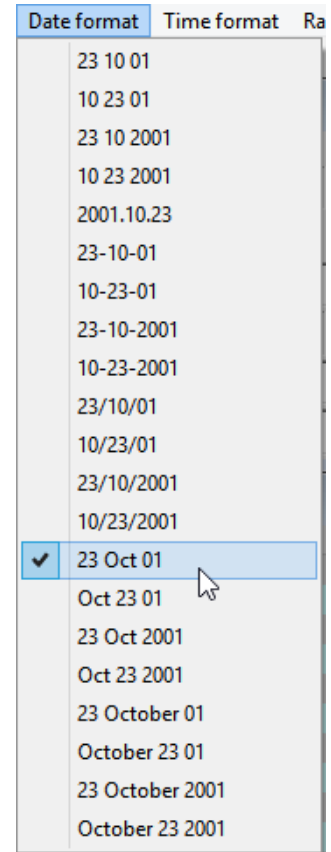 Date format Time format Ra
23 10 01
10 23 01
23 10 2001
10 23 2001
2001.10.23
23-10-01
10-23-01
23-10-2001
10-23-2001
23/10/01
10/23/01
23/10/2001
10/23/2001
23 Oct 01
Oct 23 01
23 Oct 2001
Oct 23 2001
23 October 01
October 23 01
23 October 2001
October 23 2001